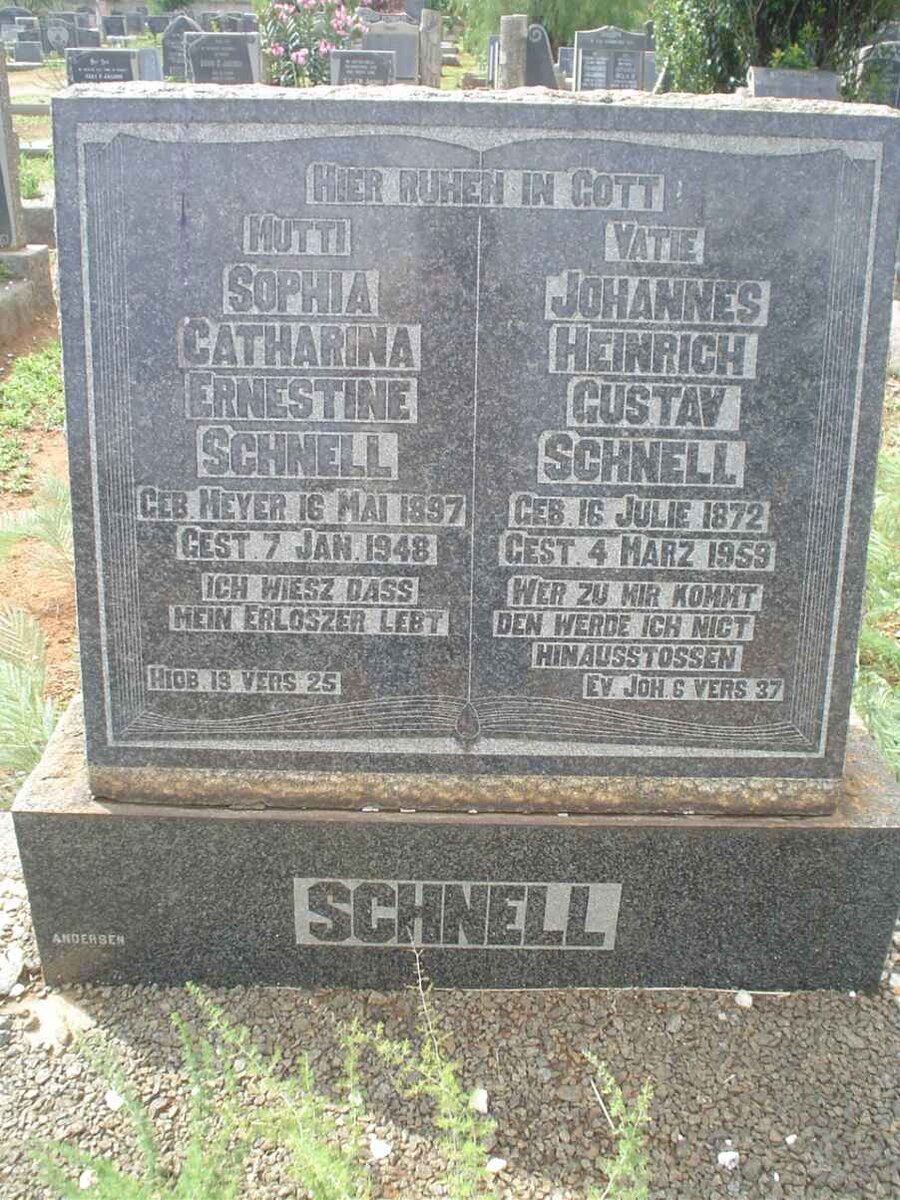 HIER RUHEN IN GOTT
MUTTI
SOPHIA
CATHARINA
ERNESTINE
SCHNELL
GEB MEYER 16 MAI 1897
GEST. 7 JAN. 1948
ICH WIESZ DASS
MEIN ERLOSZER LEBT
HIOB. 19 VERS 25
VATIE
JOHANNES
HEINRICH
GUSTAV
SCHNELL
GEB. 16 JULIE 1872
GEST. 4 MARZ 1959
WER ZU MIR KOMMT
DEN WERDE ICH NICT
HINAUSSTOSSEN
EV. JOH. 6 VERS 37
SCHNELL
ANDERSEN